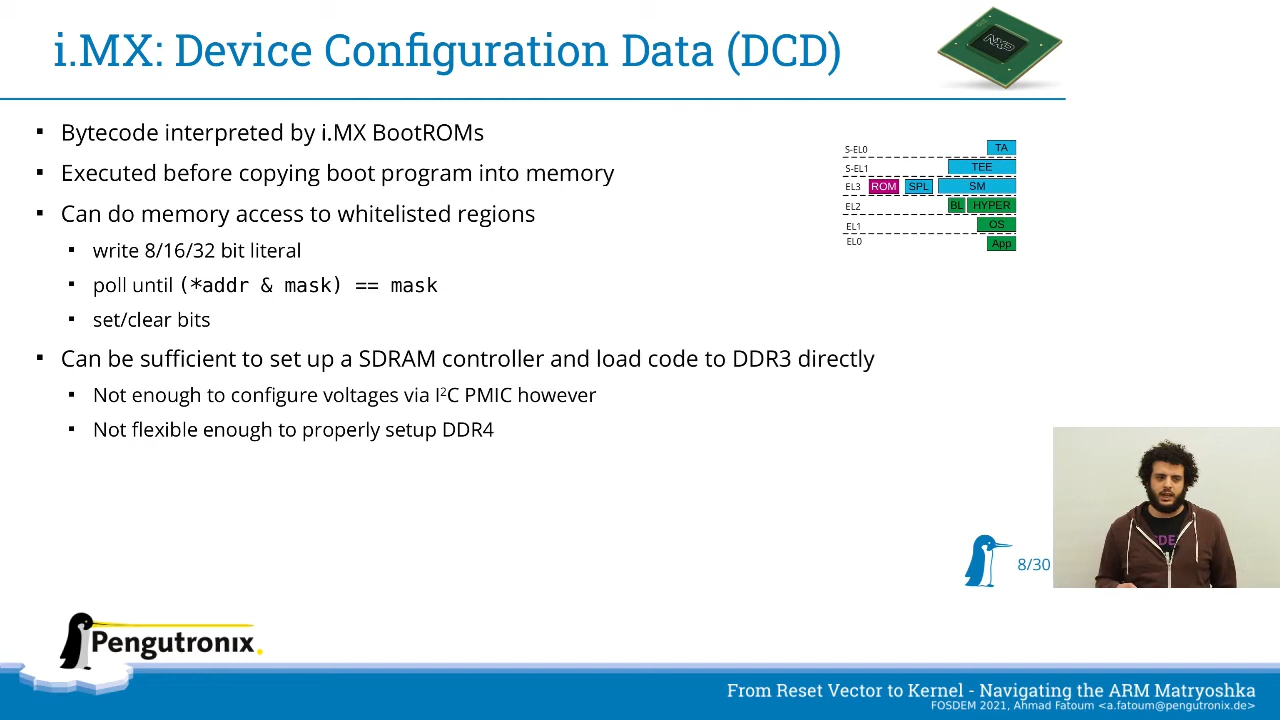 i.MX: Device Configuration Data (DCD)
NXP
▪ Bytecode interpreted by i.MX BootROMs
▪ Executed before copying boot program into memory
▪ Can do memory access to whitelisted regions
▪ write 8/16/32 bit literal
▪ poll until (*addr & mask) == mask
▪ set/clear bits
▪ Can be sufficient to set up a SDRAM controller and load code to DDR3 directly
▪ Not enough to configure voltages via I²C PMIC however
▪ Not flexible enough to properly setup DDR4
S-EL0 TA
S-EL1 TEE
EL3 ROM SPL SM
EL2 BL HYPER
EL1 OS
EL0 App
8/30
Pengutronix
From Reset Vector to Kernel - Navigating the ARM Matryoshka
FOSDEM 2021, Ahmad Fatoum <a.fatoum@pengutronix.de>